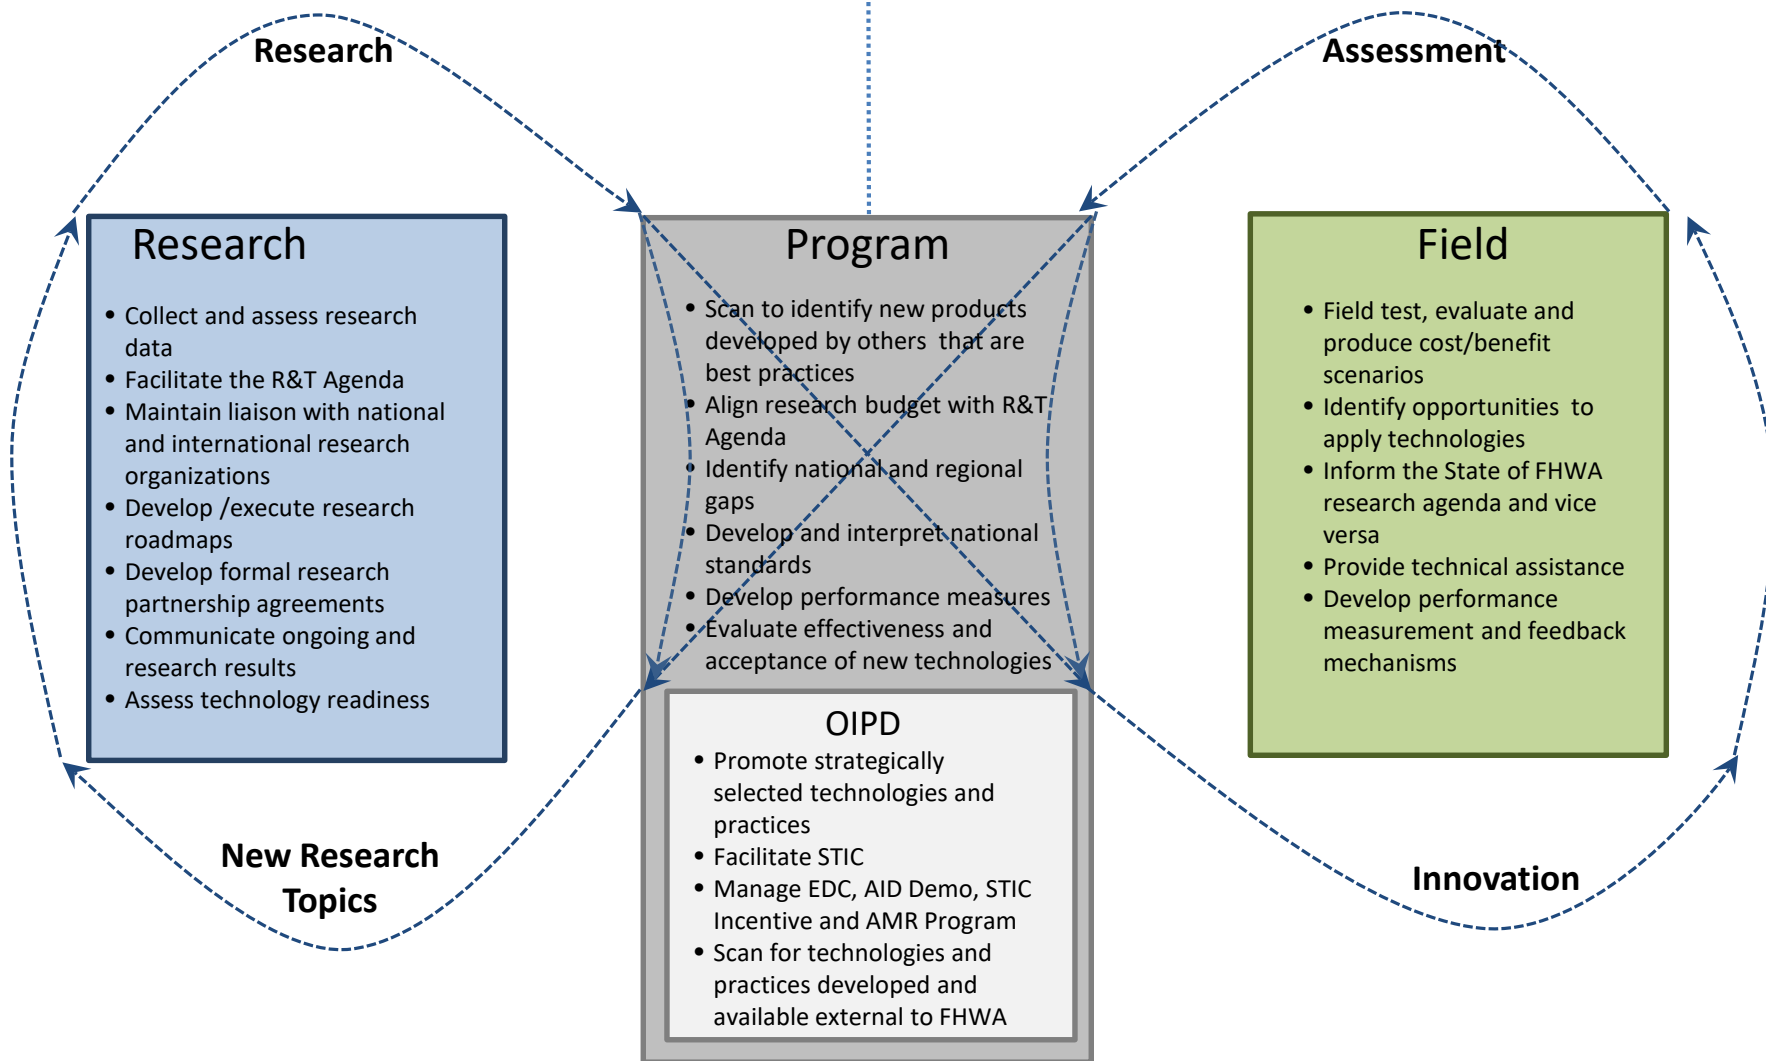 Research
Assessment
Research
• Collect and assess research
data
• Facilitate the R&T Agenda
• Maintain liaison with national
and international research
organizations
• Develop /execute research
roadmaps
• Develop formal research
partnership agreements
• Communicate ongoing and
research results
• Assess technology readiness
Program
• Scan to identify new products
developed by others  that are
best practices
• Align research budget with R&T
Agenda
• Identify national and regional
gaps
• Develop and interpret national
standards
• Develop performance measures
• Evaluate effectiveness and
acceptance of new technologies
OIPD
• Promote strategically
selected technologies and
practices
• Facilitate STIC
• Manage EDC, AID Demo, STIC
Incentive and AMR Program
• Scan for technologies and
practices developed and
available external to FHWA
Field
• Field test, evaluate and
produce cost/benefit
scenarios
• Identify opportunities  to
apply technologies
• Inform the State of FHWA
research agenda and vice
versa
• Provide technical assistance
• Develop performance
measurement and feedback
mechanisms
New Research
Topics
Innovation